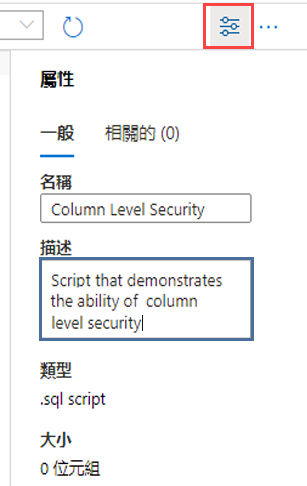 屬性
一般 相關的 (0)
名稱
Column Level Security
描述
Script that demonstrates
the ability of column
level security
類型
.sql script
大小
0 位元組